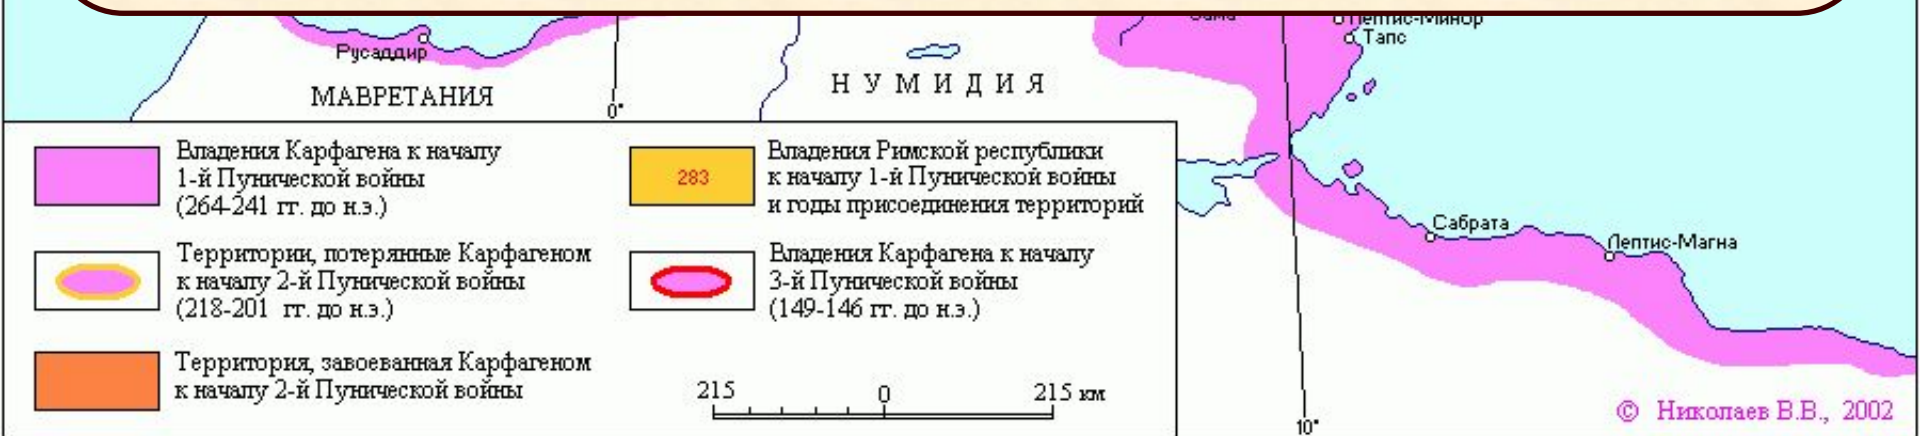 Лептис-Минор
Тапс
Русаддир
МАВРЕТАНИЯ
НУМИДИЯ
0°
Владения Карфагена к началу
1-й Пунической войны
(264-241 гг. до н.э.)
283
Владения Римской республики
к началу 1-й Пунической войны
и годы присоединения территорий
Территории, потерянные Карфагеном
к началу 2-й Пунической войны
(218-201 гг. до н.э.)
Владения Карфагена к началу
3-й Пунической войны
(149-146 гг. до н.э.)
Территория, завоеванная Карфагеном
к началу 2-й Пунической войны
215 0 215 км
Сабрата
Лептис-Магна
10°
© Николаев В.В., 2002